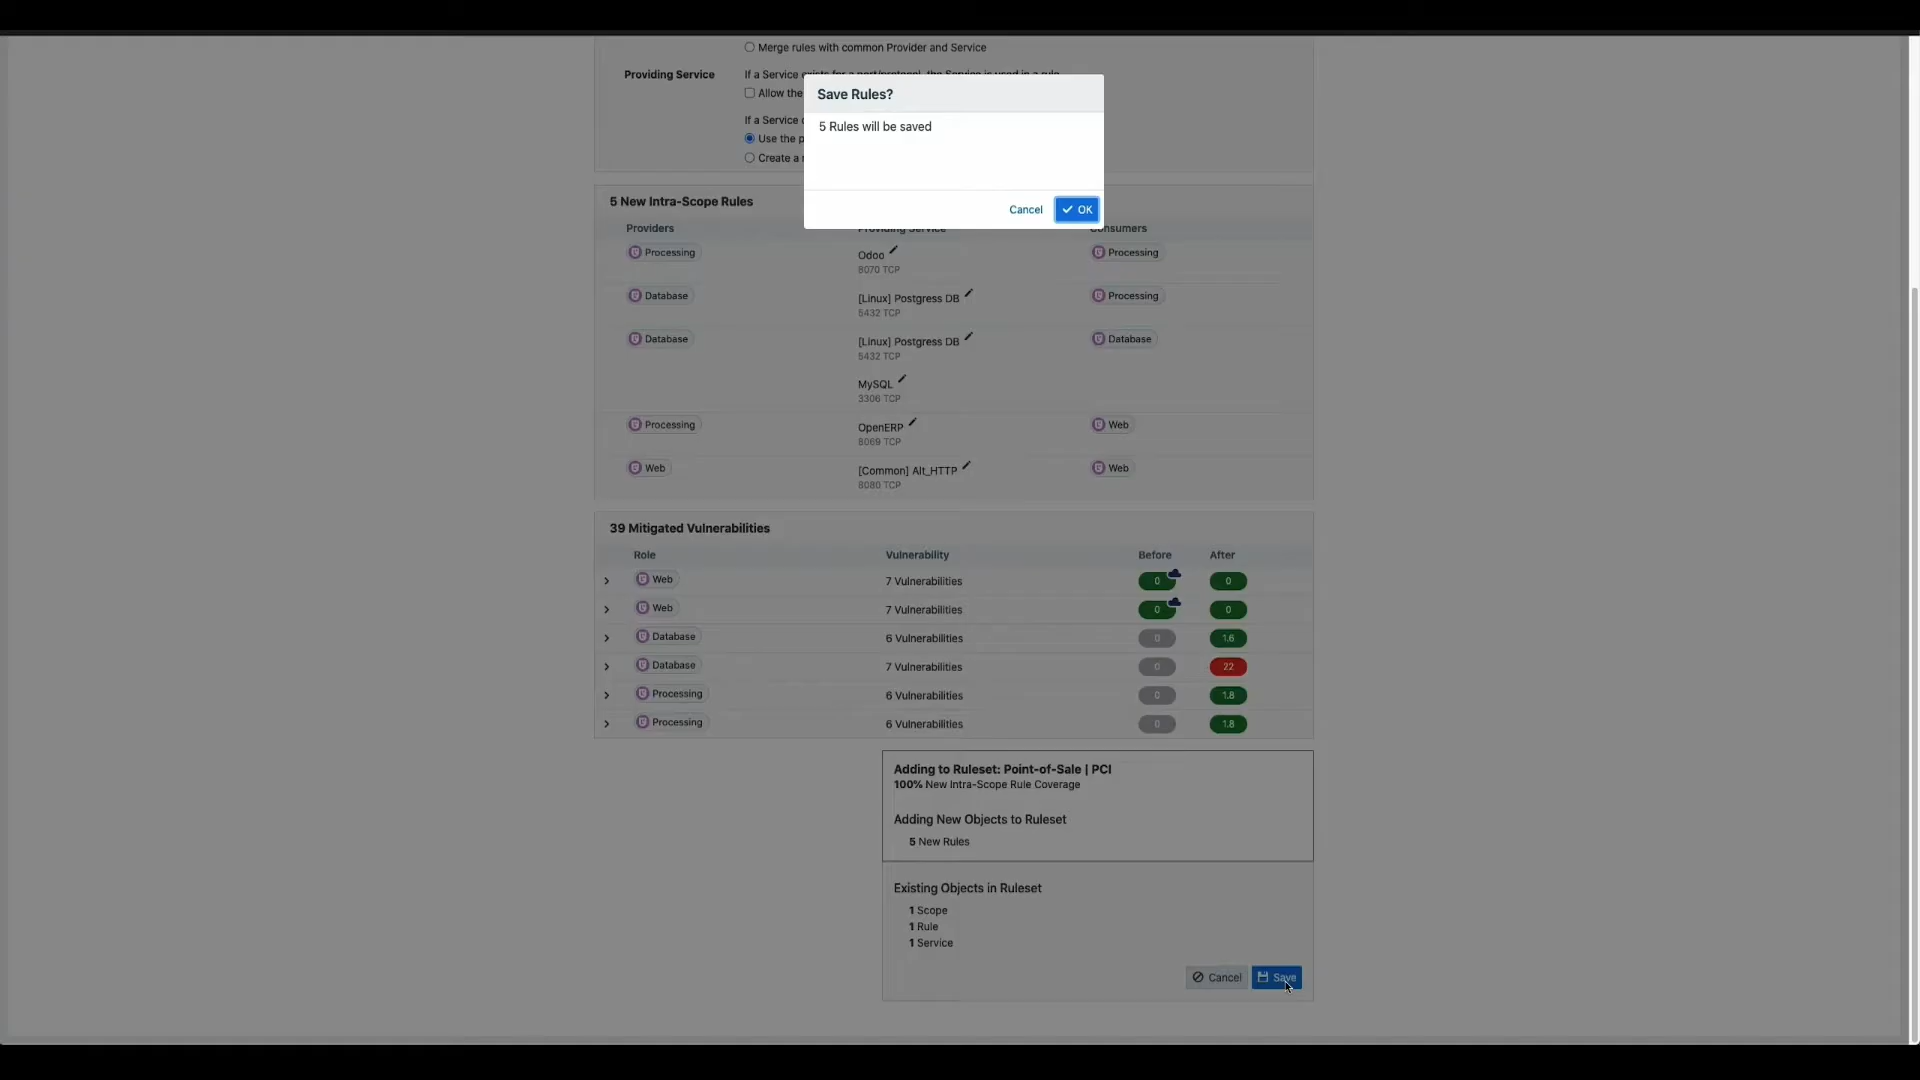 Merge rules with common Provider and Service
Providing Service
Allow the
If a Service
Use the p
Create a
Save Rules?
5 Rules will be saved
Cancel
OK
5 New Intra-Scope Rules
Providers Providing Service Consumers
Processing Odoo Processing
8070 TCP
Database [Linux] Postgress DB Processing
5432 TCP
Database [Linux] Postgress DB Database
5432 TCP
MySQL
3306 TCP
Processing OpenERP Web
8069 TCP
Web [Common] Alt_HTTP Web
8080 TCP
39 Mitigated Vulnerabilities
Role Vulnerability Before After
Web 7 Vulnerabilities 0 0
Web 7 Vulnerabilities 0 0
Database 6 Vulnerabilities 0 1.6
Database 7 Vulnerabilities 0 22
Processing 6 Vulnerabilities 0 1.8
Processing 6 Vulnerabilities 0 1.8
Adding to Ruleset: Point-of-Sale | PCI
100% New Intra-Scope Rule Coverage
Adding New Objects to Ruleset
5 New Rules
Existing Objects in Ruleset
1 Scope
1 Rule
1 Service
Cancel
Save